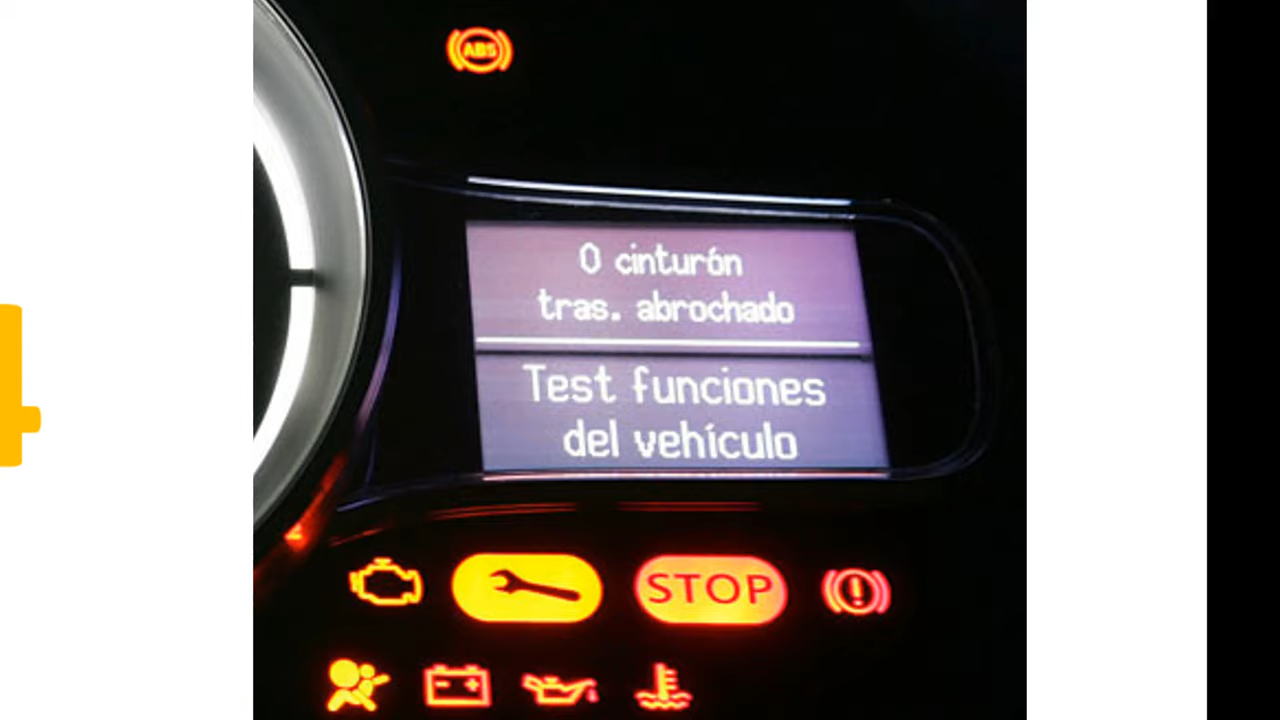 ABS
0 cinturón
tras. abrochado
Test funciones
del vehículo
STOP